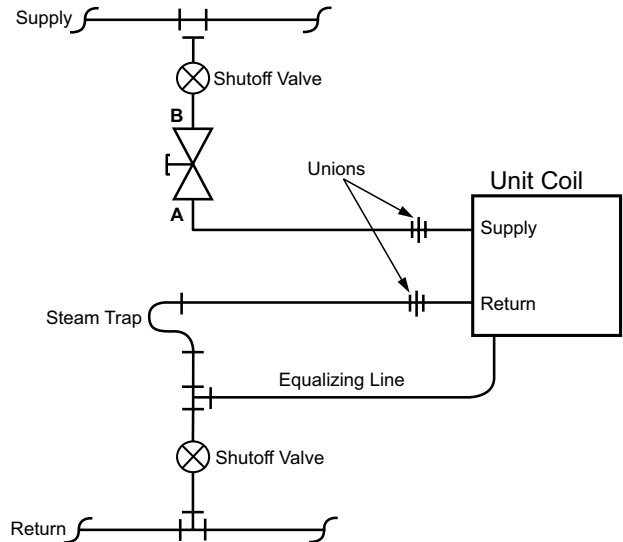 Supply
Shutoff Valve
B
Unions
Unit Coil
A
Supply
Return
Steam Trap
Equalizing Line
Shutoff Valve
Return